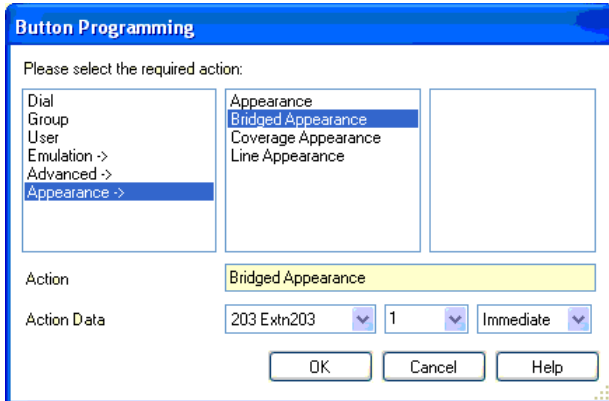 Button Programming
Please select the required action:
Dial
Group
User
Emulation ->
Advanced ->
Appearance ->
Appearance
Bridged Appearance
Coverage Appearance
Line Appearance
Action
Bridged Appearance
Action Data
203 Extn203
1
Immediate
OK
Cancel
Help